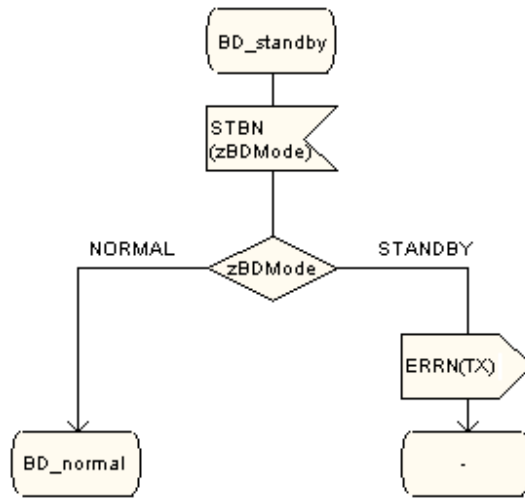 BD_standby
STBN
(zBDMode)
NORMAL
STANDBY
zBDMode
ERRN(TX)
BD_normal
-